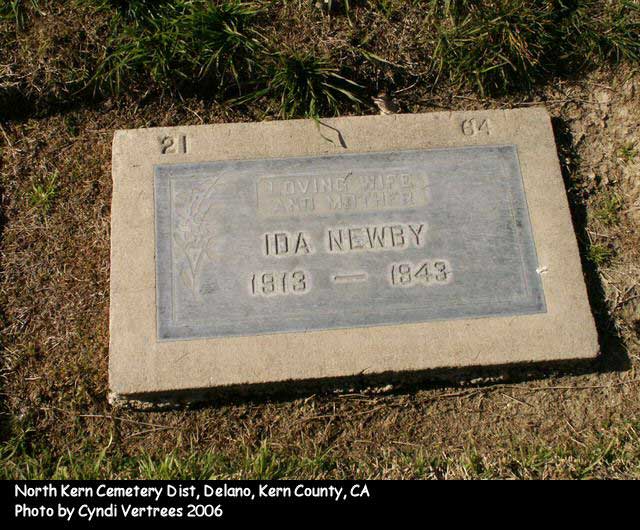 21 64
LOVING WIFE
AND MOTHER
IDA NEWBY
1913 — 1943
North Kern Cemetery Dist, Delano, Kern County, CA
Photo by Cyndi Vertrees 2006